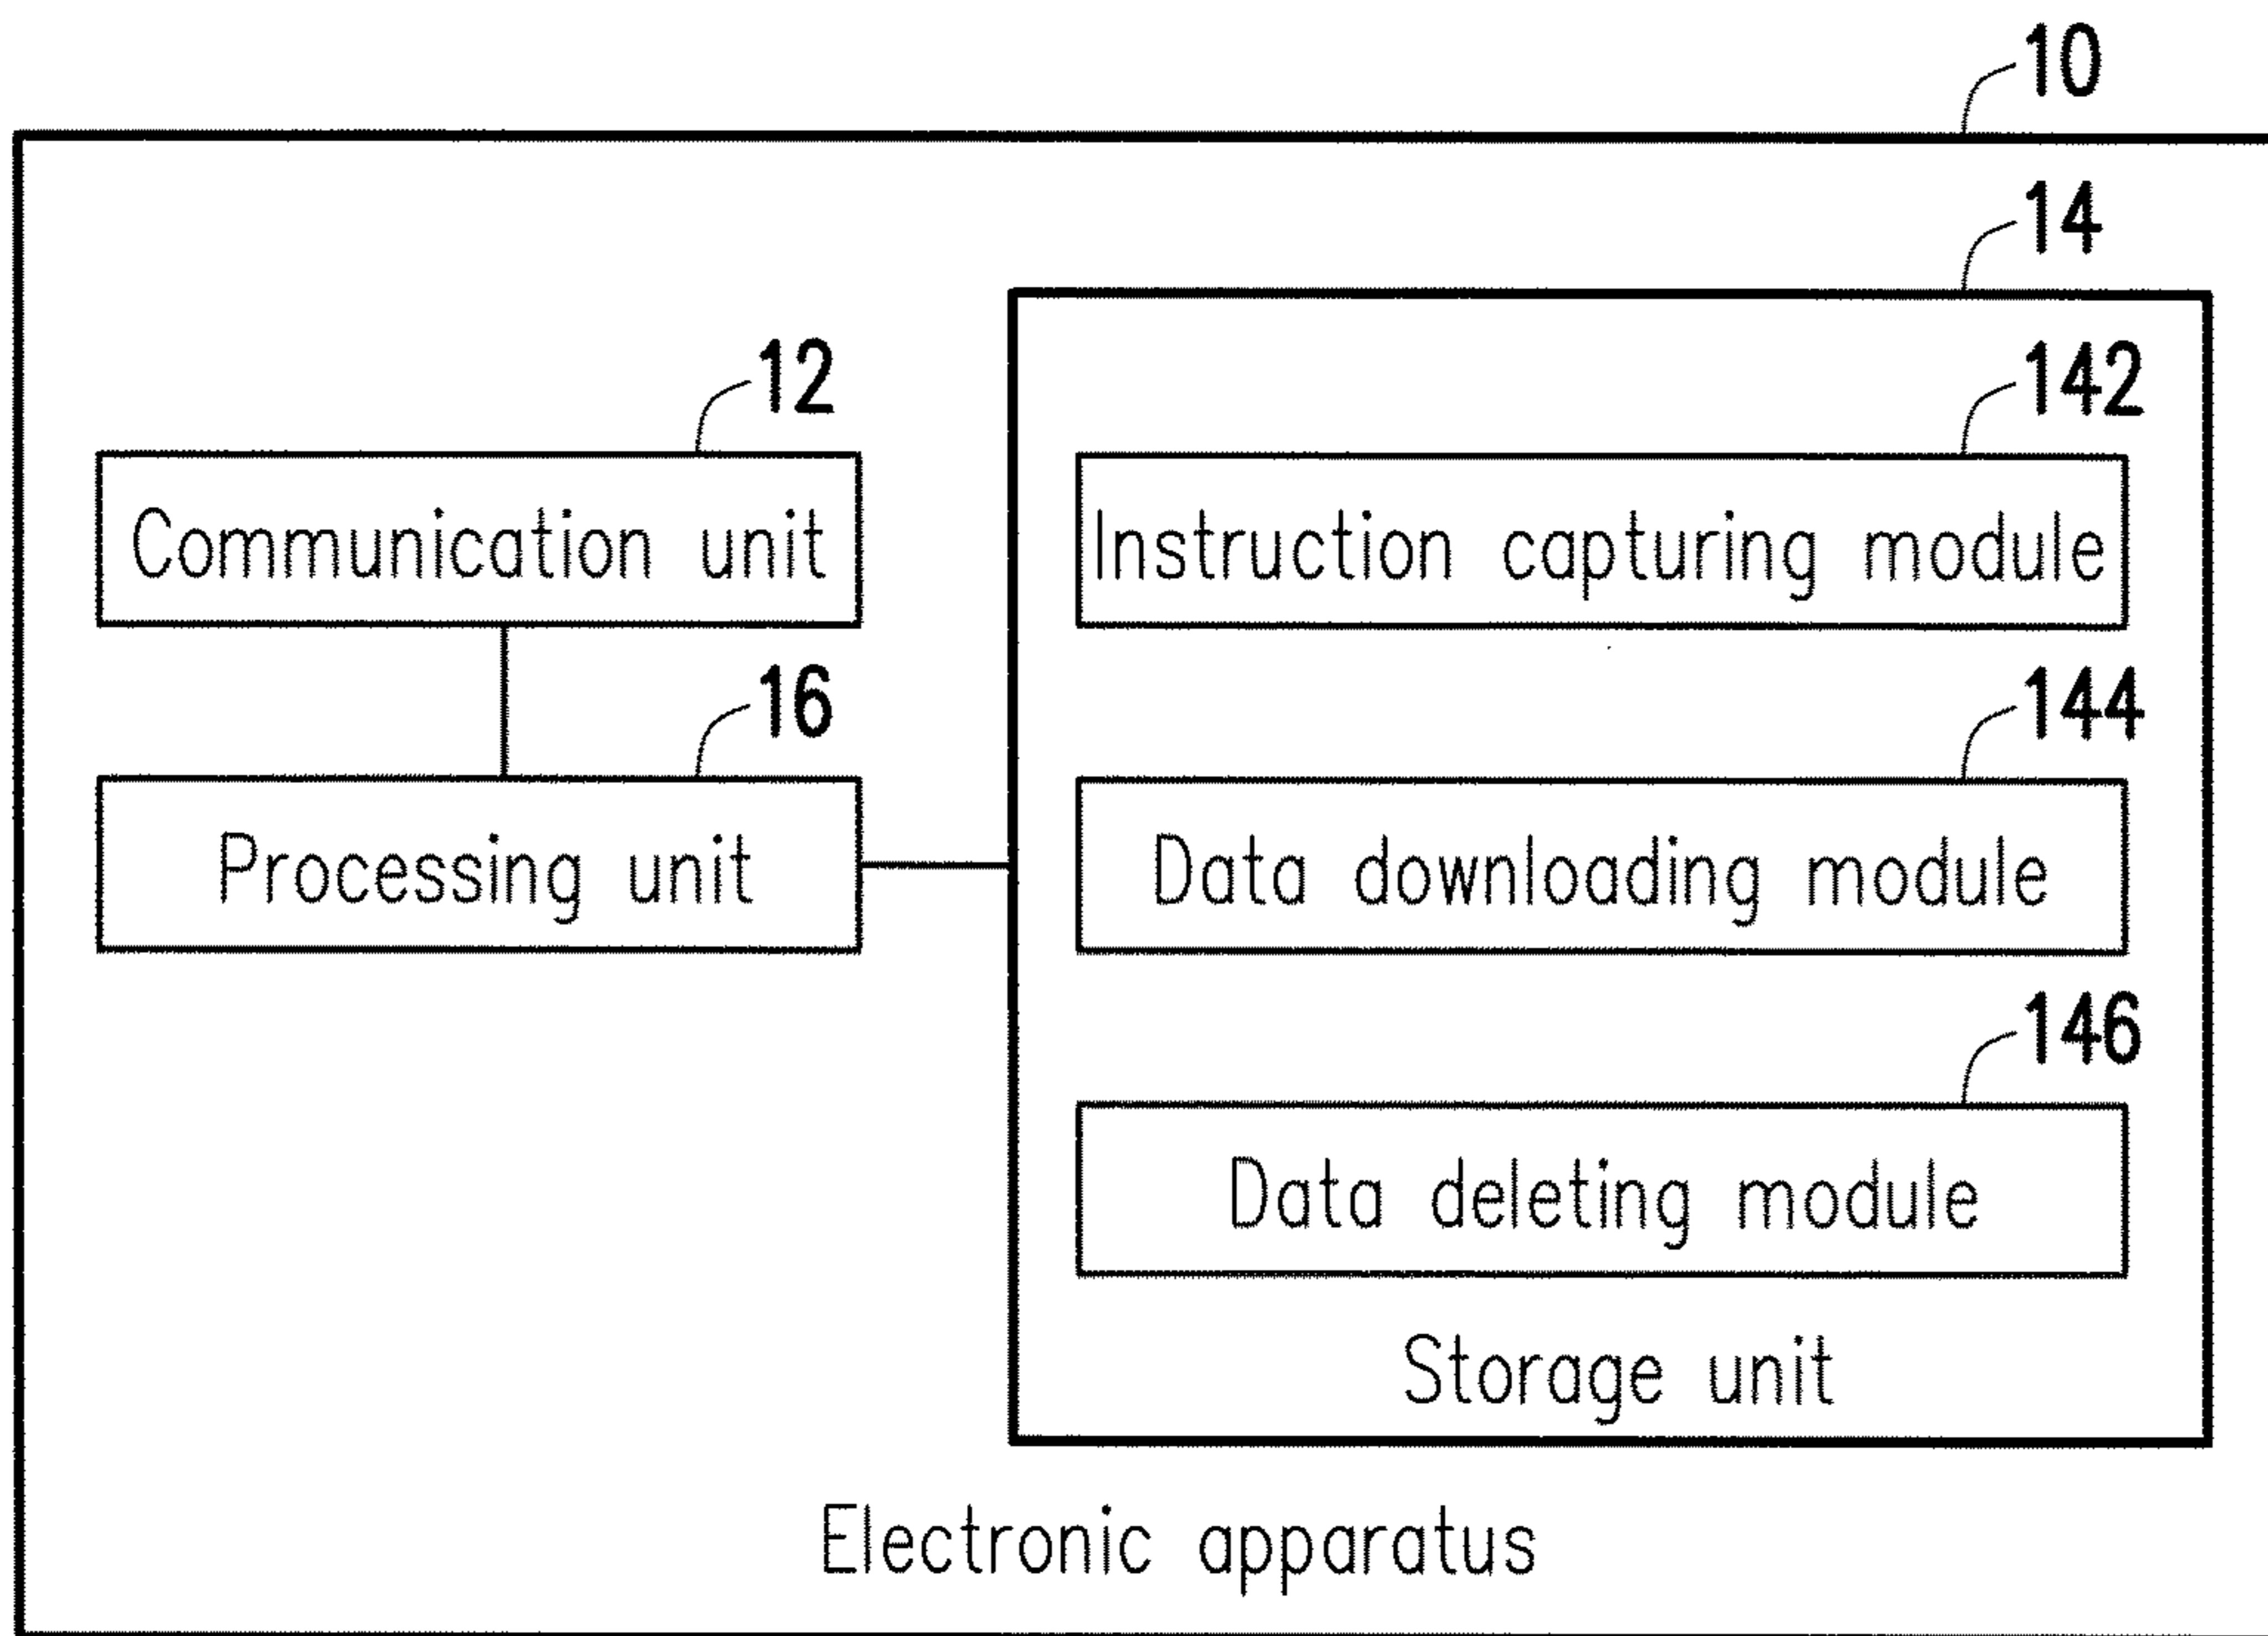 10
14
12
142
Communication unit
Instruction capturing module
16
144
Processing unit
Data downloading module
146
Data deleting module
Storage unit
Electronic apparatus